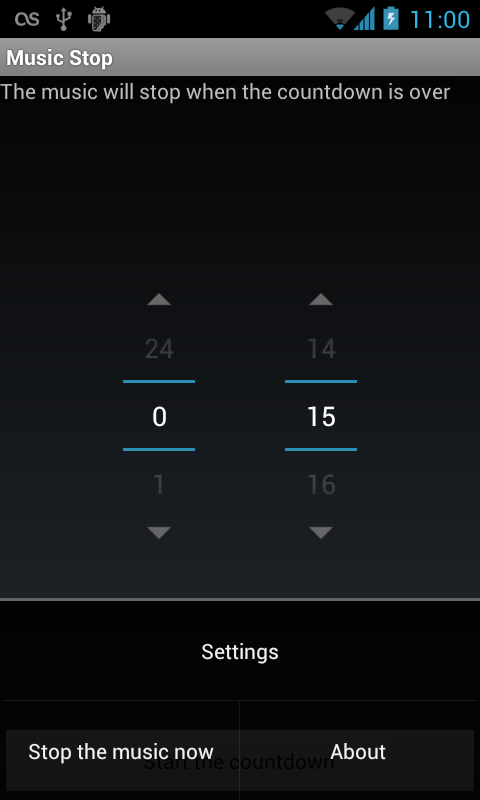 11:00
Music Stop
The music will stop when the countdown is over
24 14
0 15
1 16
Settings
Stop the music now About
Start the countdown